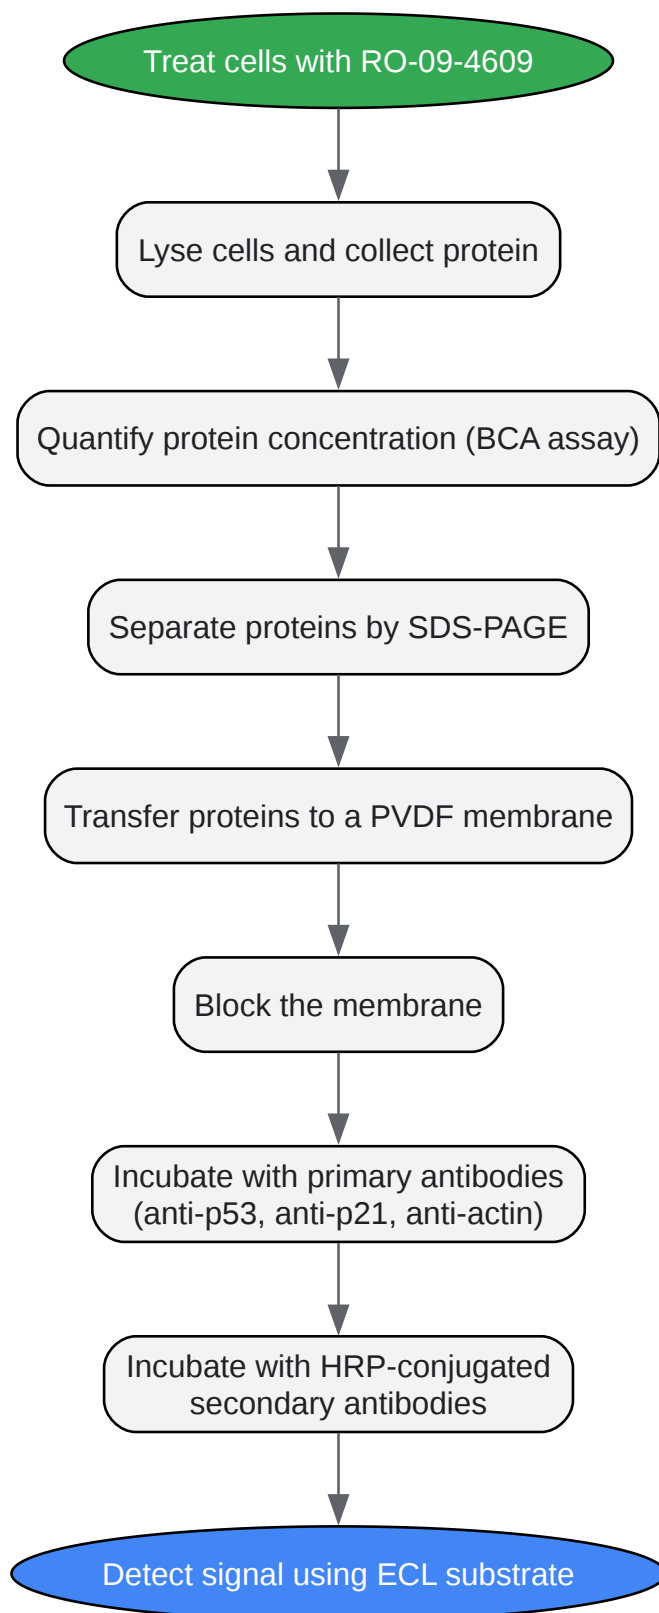 Treat cells with RO-09-4609
Lyse cells and collect protein
Quantify protein concentration (BCA assay)
Separate proteins by SDS-PAGE
Transfer proteins to a PVDF membrane
Block the membrane
Incubate with primary antibodies
(anti-p53, anti-p21, anti-actin)
Incubate with HRP-conjugated
secondary antibodies
Detect signal using ECL substrate